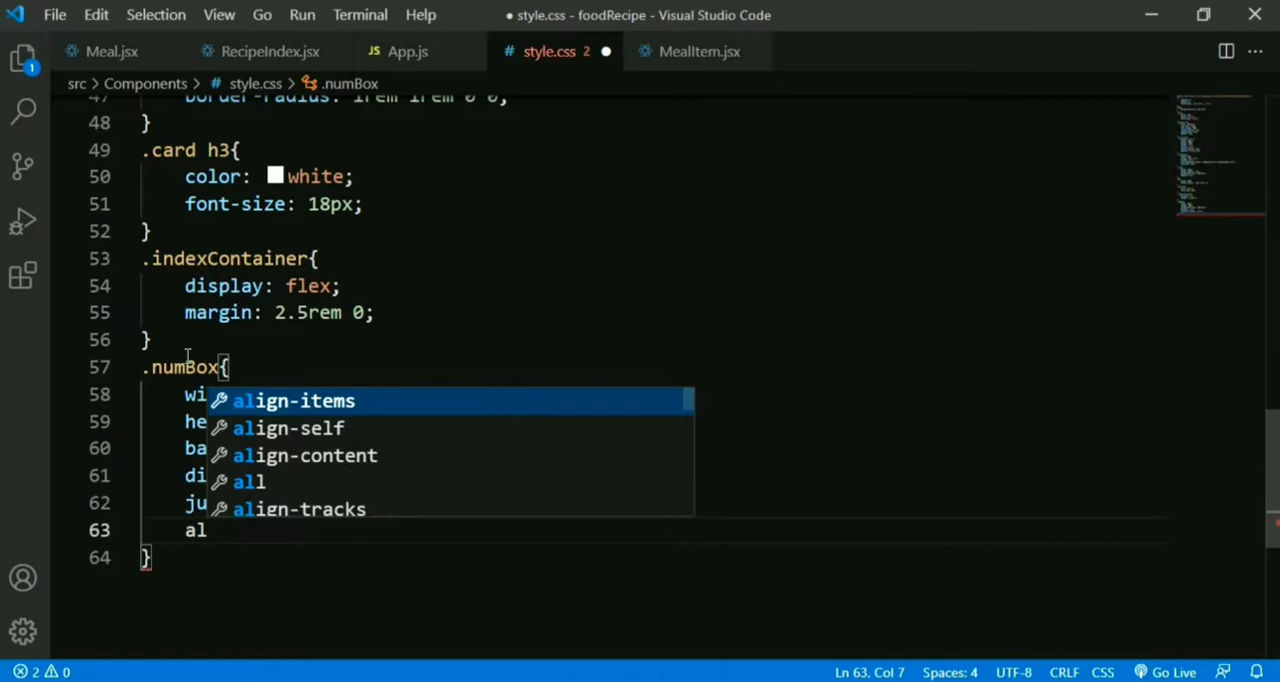 File Edit Selection View Go Run Terminal Help ● style.css - foodRecipe - Visual Studio Code
Meal.jsx RecipeIndex.jsx JS App.js # style.css 2 ● MealItem.jsx
1
src > Components > # style.css > .numBox
47 border-radius: 1rem 1rem 0 0;
48 }
49 .card h3{
50 color: white;
51 font-size: 18px;
52 }
53 .indexContainer{
54 display: flex;
55 margin: 2.5rem 0;
56 }
57 .numBox{
58 wi align-items
59 he align-self
60 ba align-content
61 di all
62 ju align-tracks
63 al
64 }
2 0 Ln 63, Col 7 Spaces: 4 UTF-8 CRLF CSS Go Live